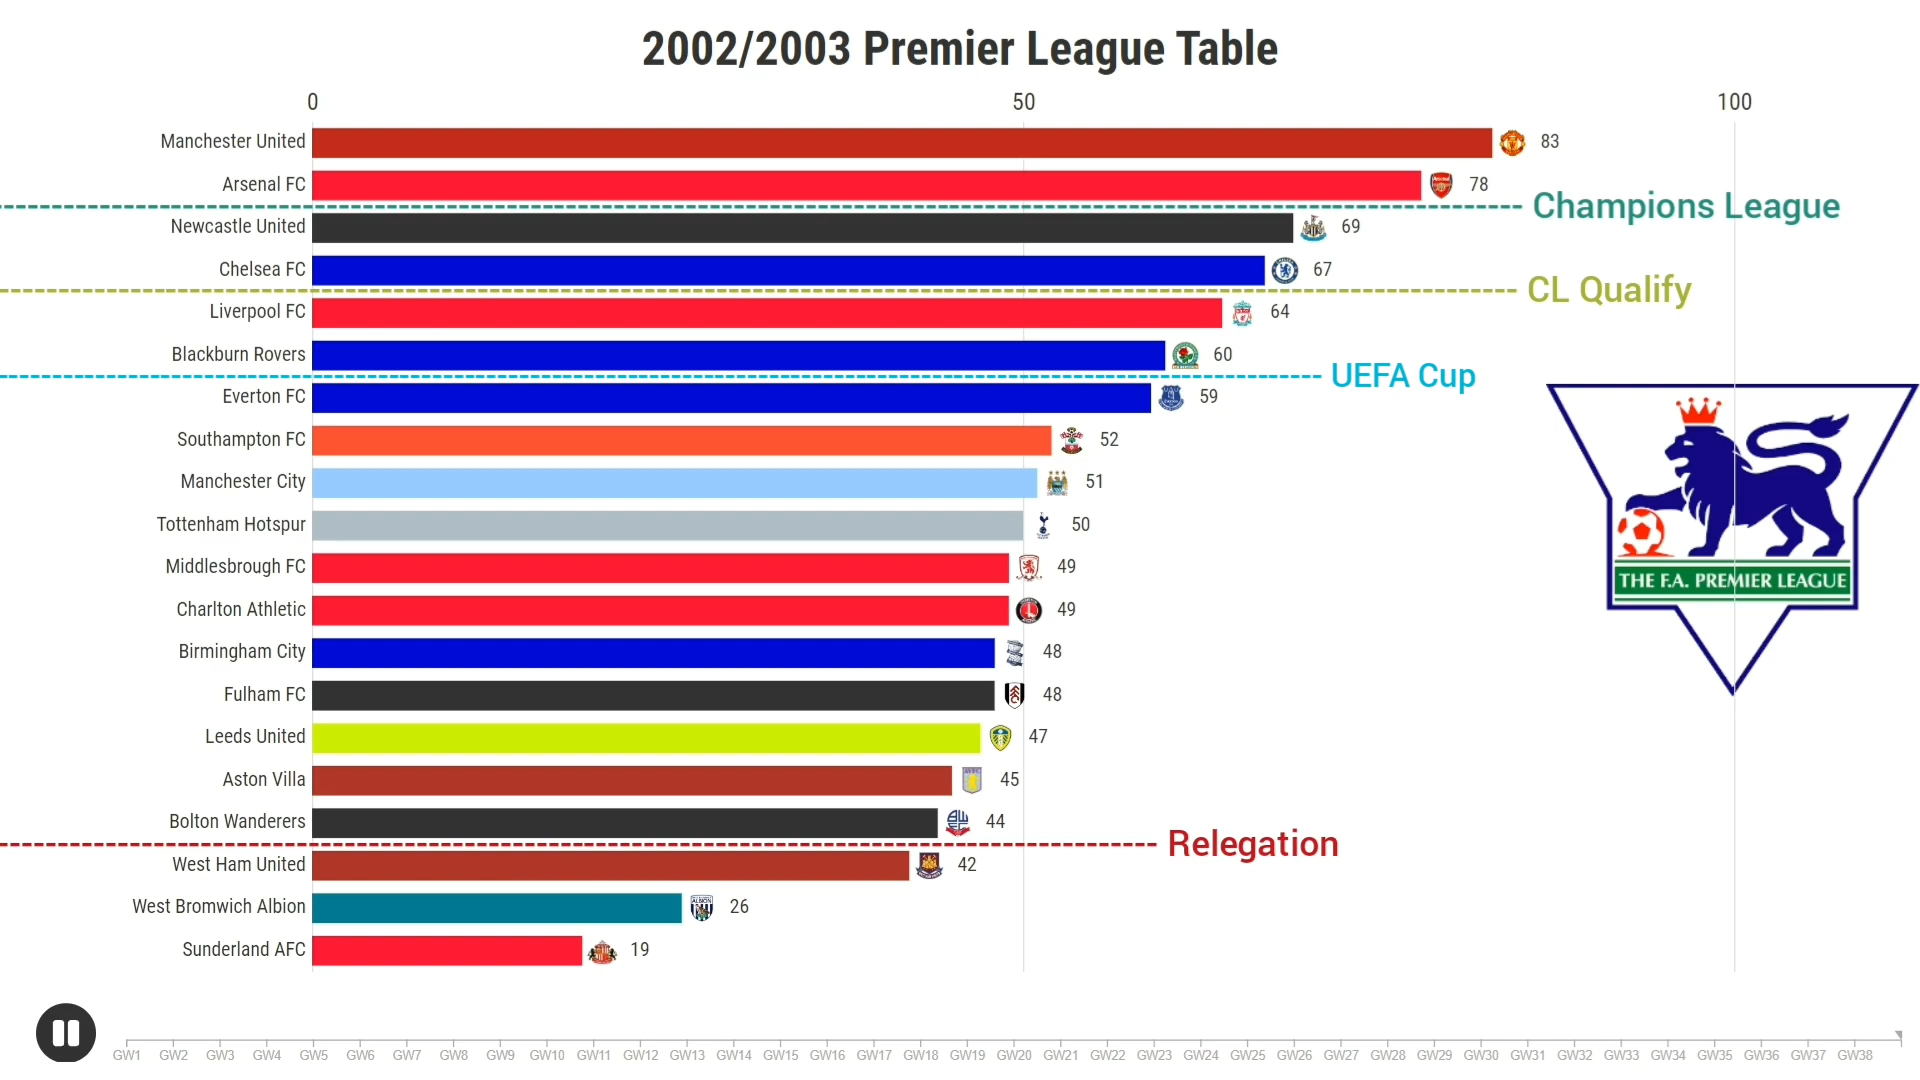 2002/2003 Premier League Table
0 50 100
Manchester United 83
Arsenal FC 78
Champions League
Newcastle United 69
Chelsea FC 67
CL Qualify
Liverpool FC 64
Blackburn Rovers 60
UEFA Cup
Everton FC 59
Southampton FC 52
Manchester City 51
Tottenham Hotspur 50
Middlesbrough FC 49
THE F.A. PREMIER LEAGUE
Charlton Athletic 49
Birmingham City 48
Fulham FC 48
Leeds United 47
Aston Villa 45
Bolton Wanderers 44
Relegation
West Ham United 42
West Bromwich Albion 26
Sunderland AFC 19
GW1 GW2 GW3 GW4 GW5 GW6 GW7 GW8 GW9 GW10 GW11 GW12 GW13 GW14 GW15 GW16 GW17 GW18 GW19 GW20 GW21 GW22 GW23 GW24 GW25 GW26 GW27 GW28 GW29 GW30 GW31 GW32 GW33 GW34 GW35 GW36 GW37 GW38